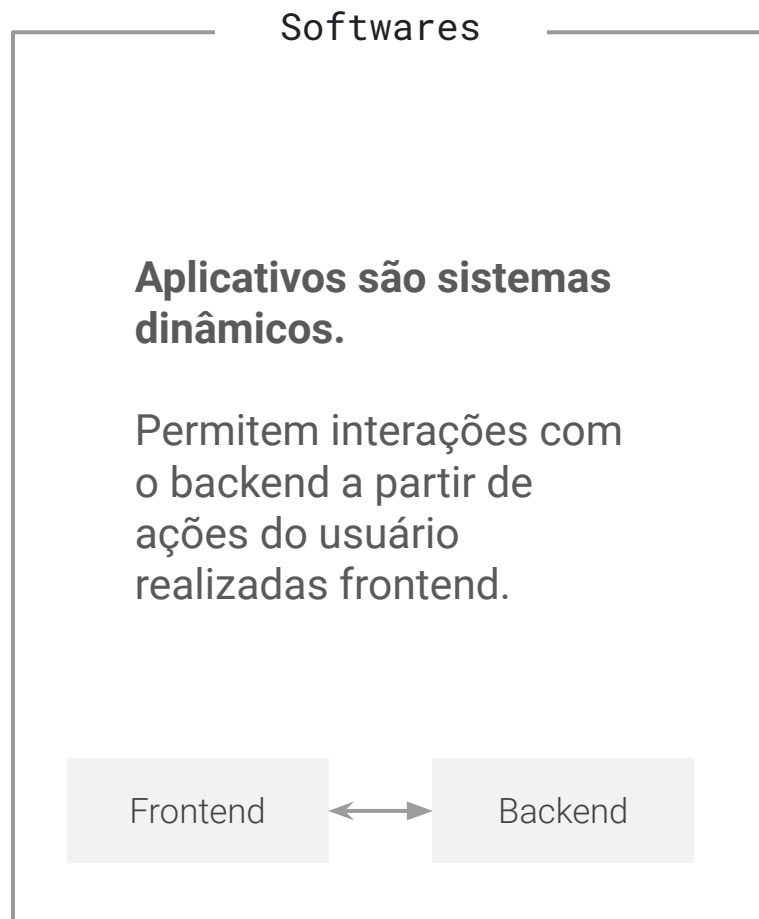 Softwares
Aplicativos são sistemas
dinâmicos.
Permitem interações com
o backend a partir de
ações do usuário
realizadas frontend.
Frontend
Backend